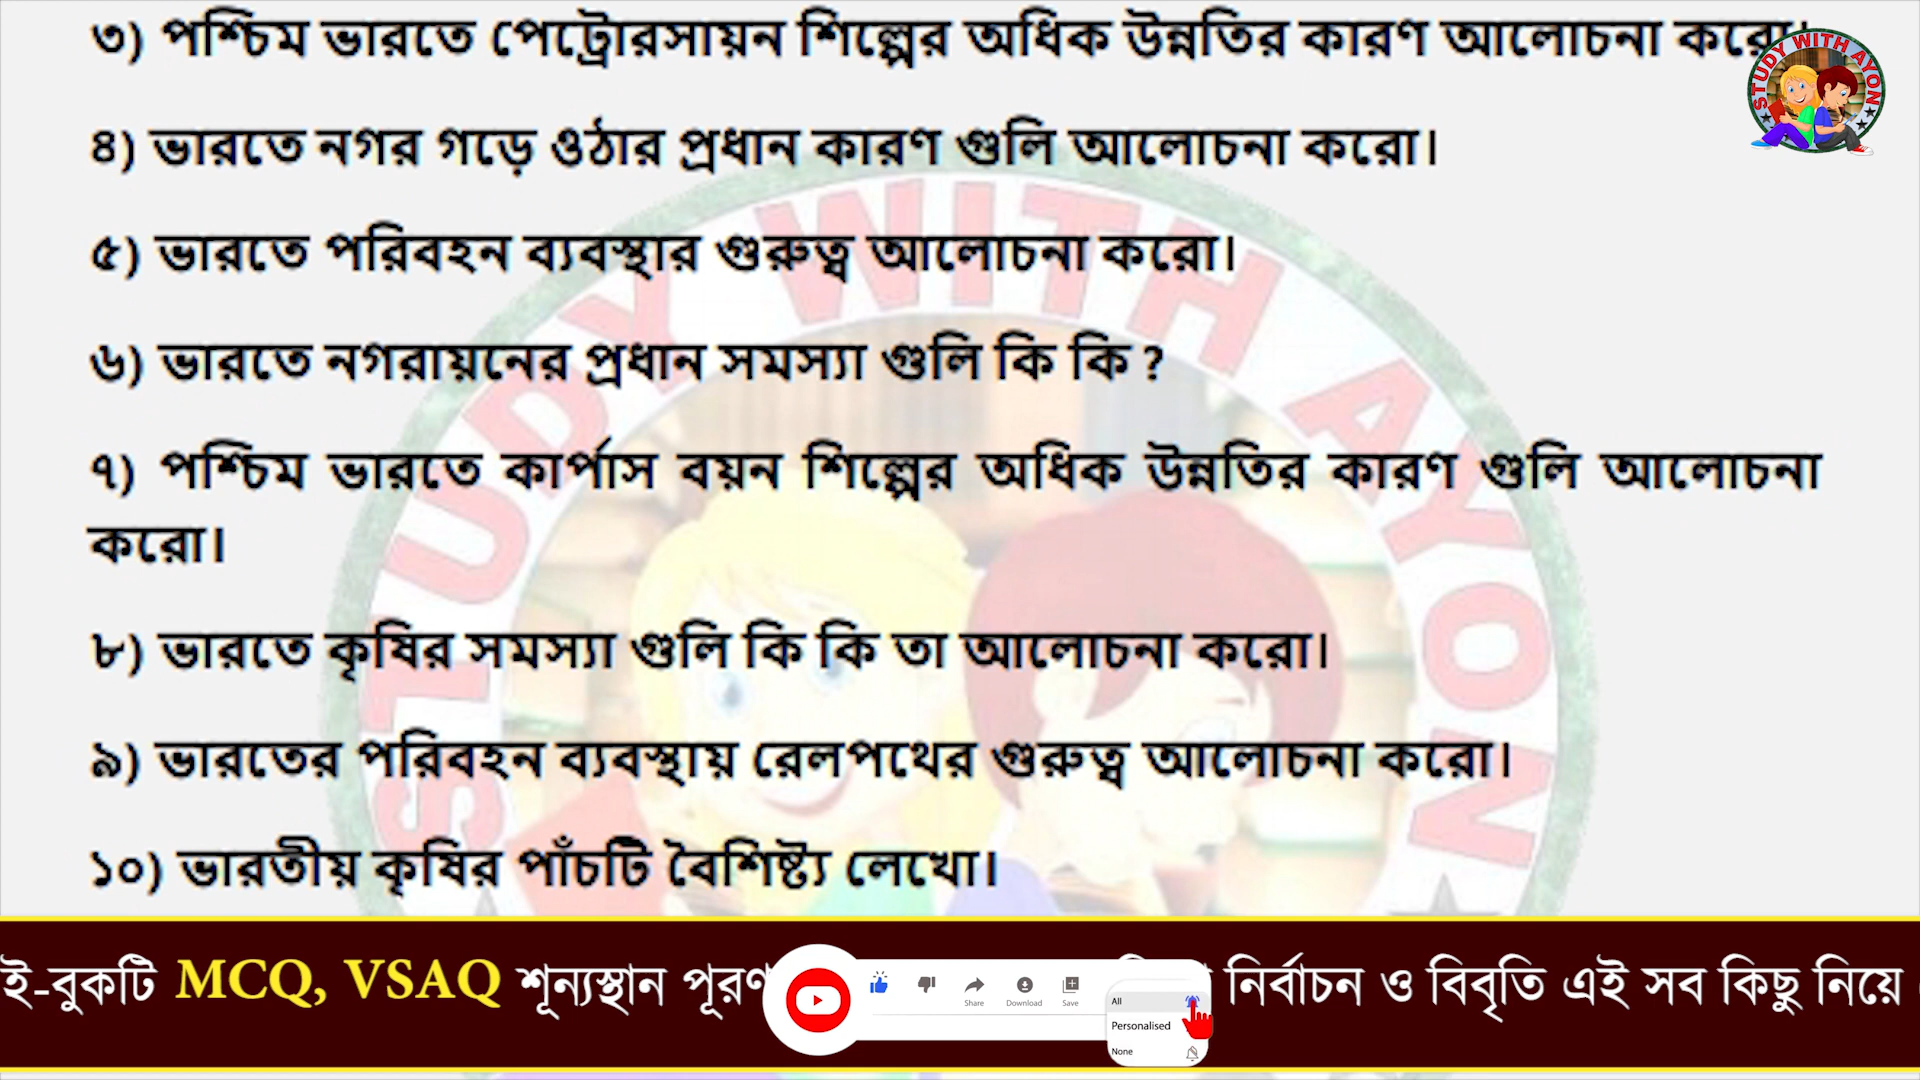 ৩) পশ্চিম ভারতে পেট্রোরসায়ন শিল্পের অধিক উন্নতির কারণ আলোচনা করো।
STUDY WITH AYON
৪) ভারতে নগর গড়ে ওঠার প্রধান কারণ গুলি আলোচনা করো।
৫) ভারতে পরিবহন ব্যবস্থার গুরুত্ব আলোচনা করো।
৬) ভারতে নগরায়নের প্রধান সমস্যা গুলি কি কি ?
৭) পশ্চিম ভারতে কার্পাস বয়ন শিল্পের অধিক উন্নতির কারণ গুলি আলোচনা
করো।
৮) ভারতে কৃষির সমস্যা গুলি কি কি তা আলোচনা করো।
৯) ভারতের পরিবহন ব্যবস্থায় রেলপথের গুরুত্ব আলোচনা করো।
১০) ভারতীয় কৃষির পাঁচটি বৈশিষ্ট্য লেখো।
STUDY WITH AYON
ই-বুকটি MCQ, VSAQ শূন্যস্থান পূরণ নির্বাচন ও বিবৃতি এই সব কিছু নিয়ে
Share Download Save
All
Personalised
None